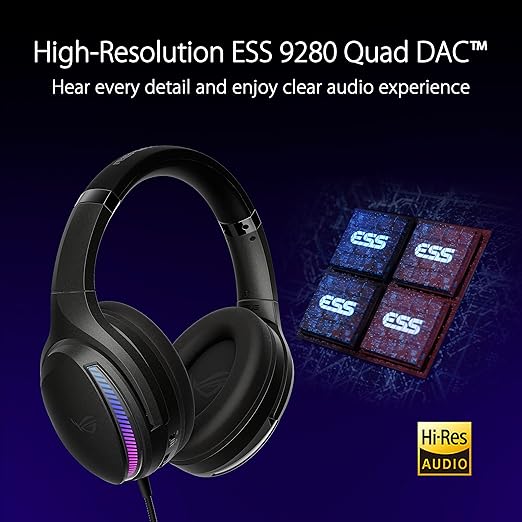 High-Resolution ESS 9280 Quad DAC™
Hear every detail and enjoy clear audio experience
ESS
ESS
ESS
ESS
Hi-Res
AUDIO